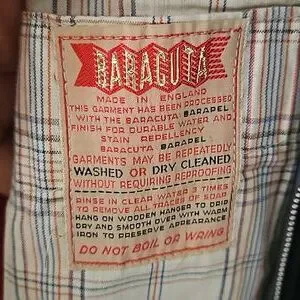 BARACUTA
MADE IN ENGLAND
THIS GARMENT HAS BEEN PROCESSED
WITH THE BARACUTA BARAPEL
FINISH FOR DURABLE WATER AND
STAIN REPELLENCY
BARACUTA BARAPEL
GARMENTS MAY BE REPEATEDLY
WASHED OR DRY CLEANED
WITHOUT REQUIRING REPROOFING
RINSE IN CLEAR WATER 3 TIMES
TO REMOVE ALL TRACES OF SOAP
HANG ON WOODEN HANGER TO DRIP
DRY AND SMOOTH OVER WITH WARM
IRON TO PRESERVE APPEARANCE
DO NOT BOIL OR WRING